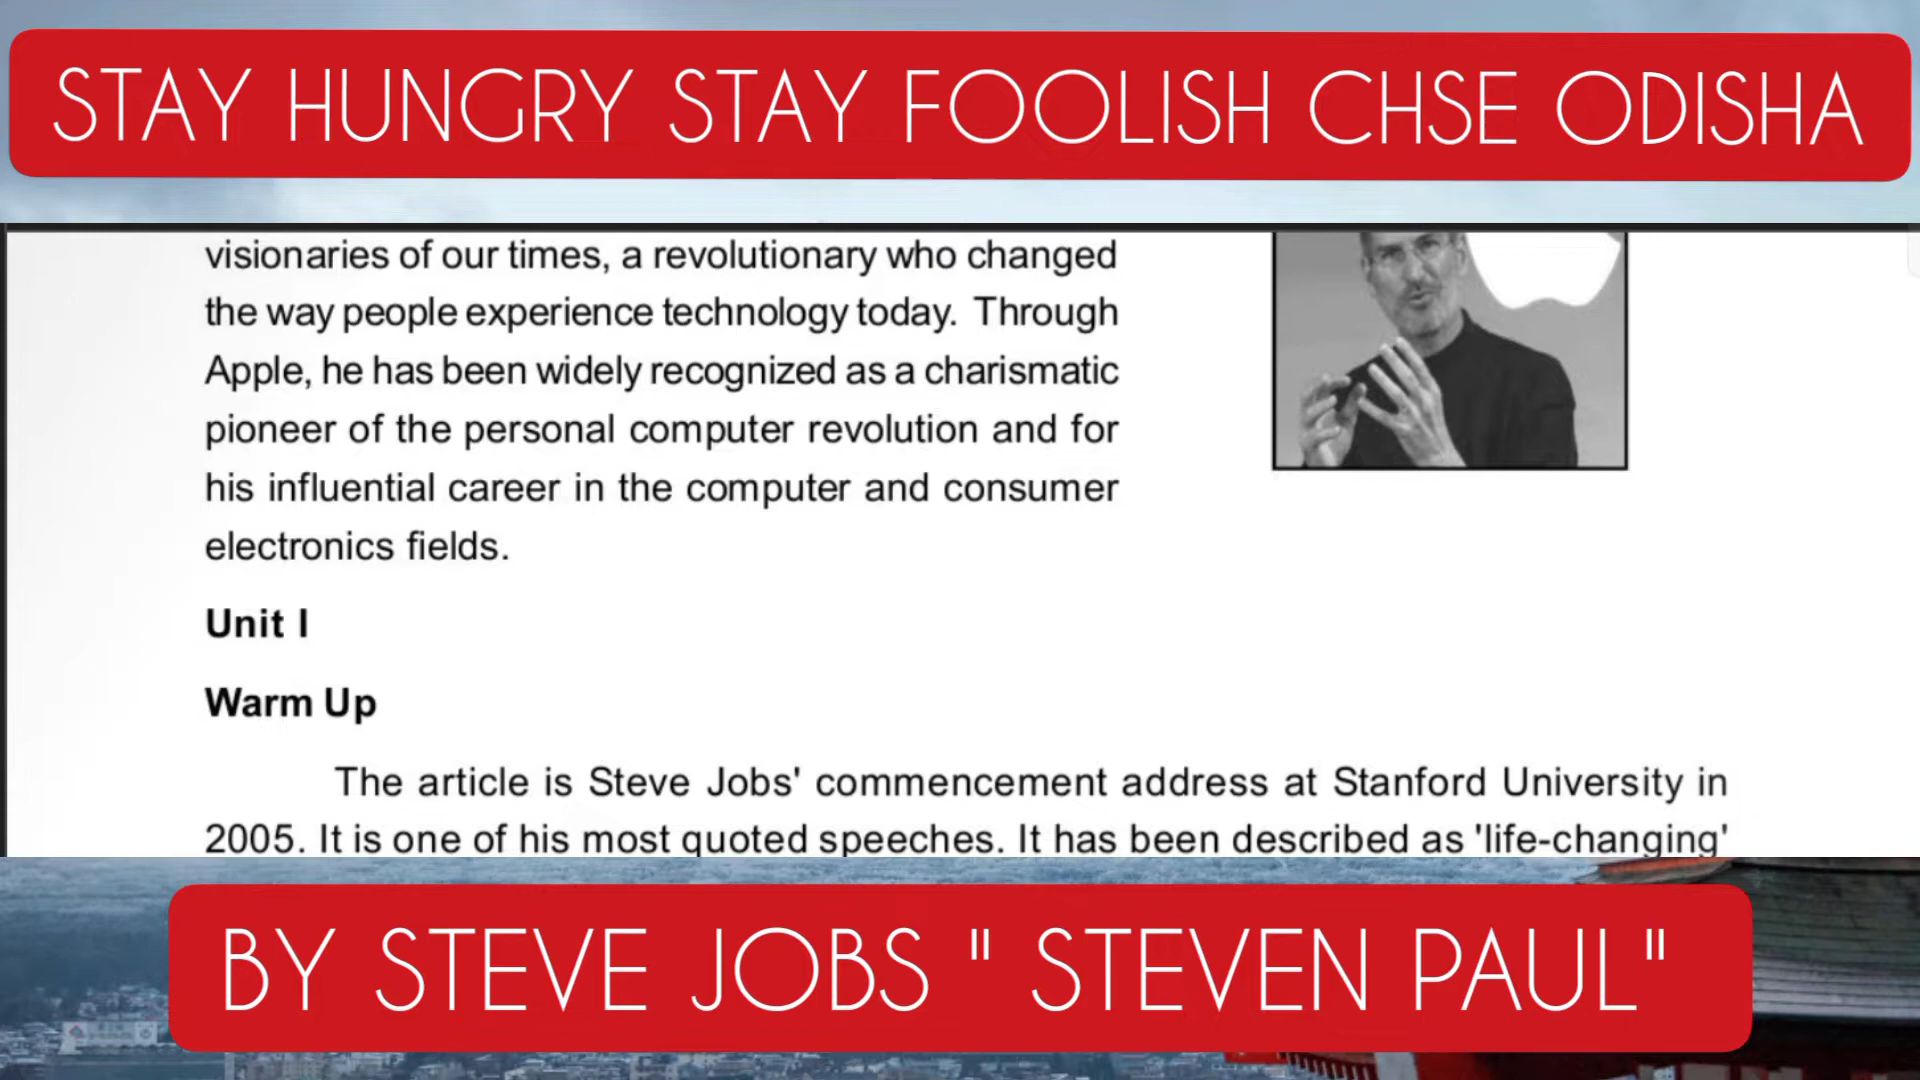 STAY HUNGRY STAY FOOLISH CHSE ODISHA
visionaries of our times, a revolutionary who changed
the way people experience technology today. Through
Apple, he has been widely recognized as a charismatic
pioneer of the personal computer revolution and for
his influential career in the computer and consumer
electronics fields.
Unit I
Warm Up
The article is Steve Jobs' commencement address at Stanford University in
2005. It is one of his most quoted speeches. It has been described as 'life-changing'
BY STEVE JOBS " STEVEN PAUL"